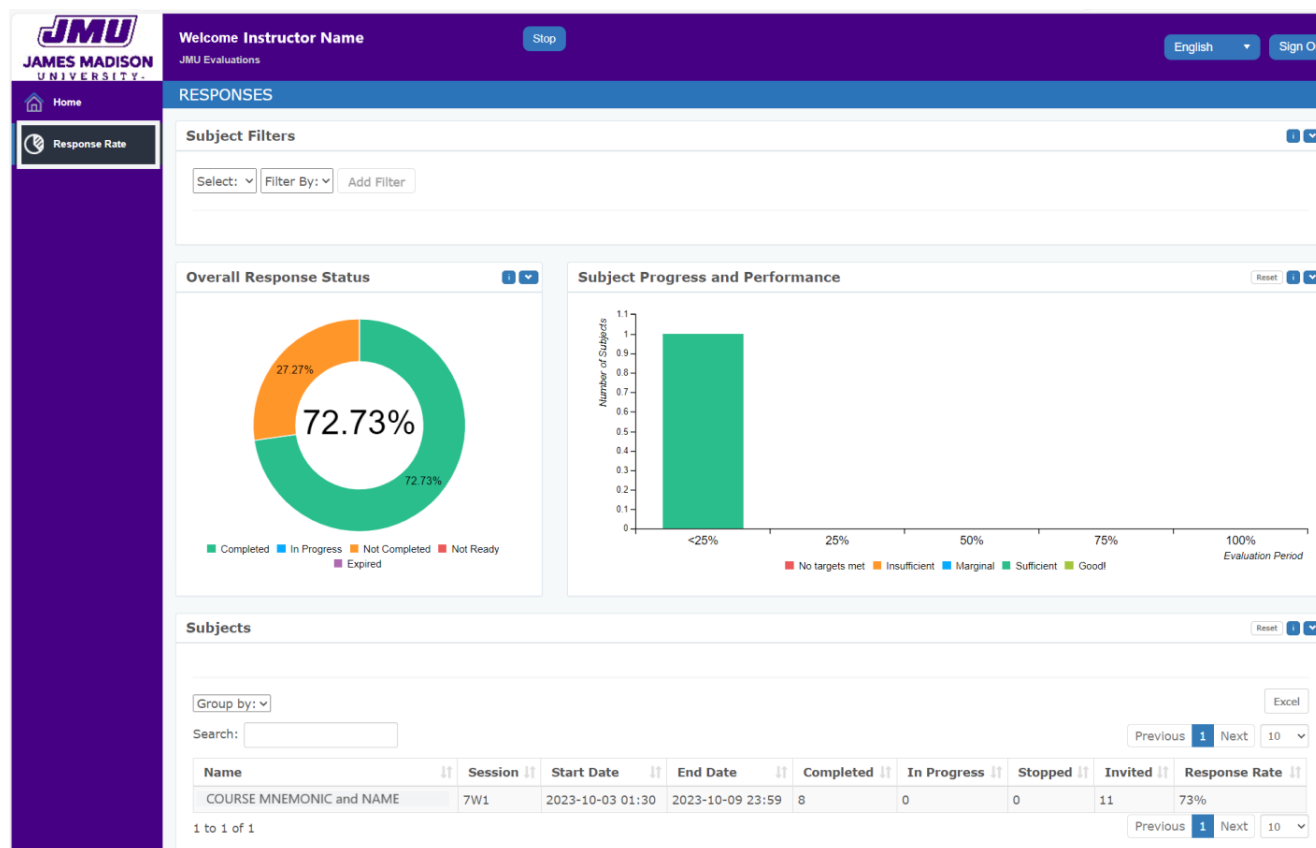 JMU
JAMES MADISON
UNIVERSITY.
Welcome Instructor Name
JMU Evaluations
Stop
English
Sign O
Home
Response Rate
RESPONSES
Subject Filters
i
Select:
Filter By:
Add Filter
Overall Response Status
i
27.27%
72.73%
72.73%
Completed In Progress Not Completed Not Ready
Expired
Subject Progress and Performance
Reset i
Number of Subjects
1.1
1
0.9
0.8
0.7
0.6
0.5
0.4
0.3
0.2
0.1
0
<25% 25% 50% 75% 100%
Evaluation Period
No targets met Insufficient Marginal Sufficient Good!
Subjects
Reset i
Group by:
Excel
Search:
Previous 1 Next 10
Name Session Start Date End Date Completed In Progress Stopped Invited Response Rate
COURSE MNEMONIC and NAME 7W1 2023-10-03 01:30 2023-10-09 23:59 8 0 0 11 73%
1 to 1 of 1
Previous 1 Next 10